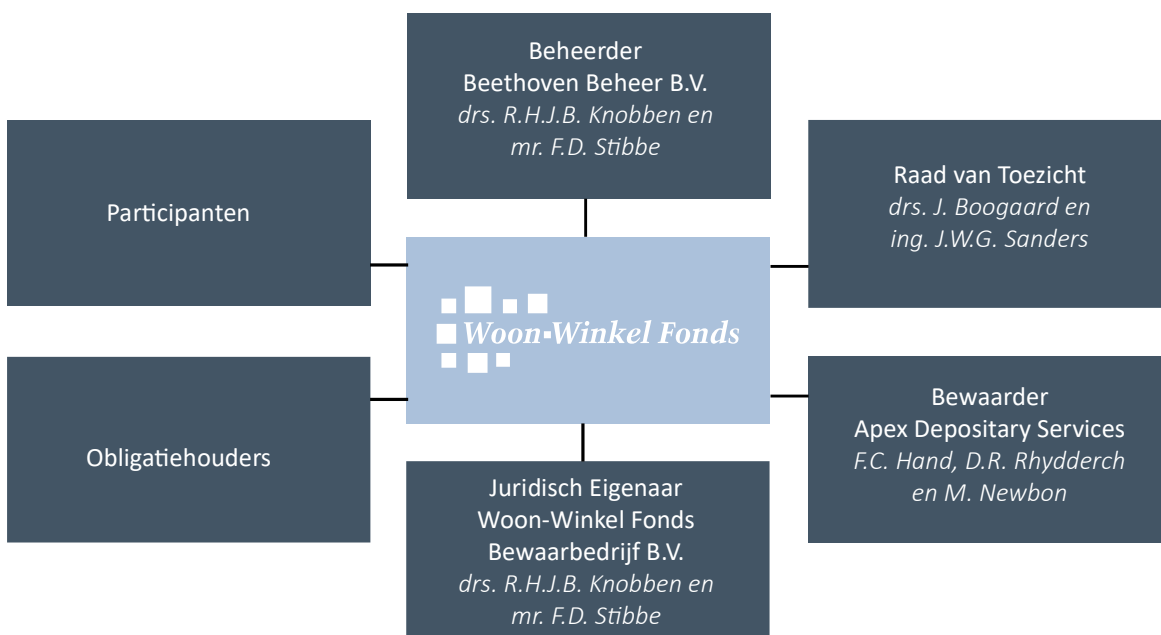 Beheerder
Beethoven Beheer B.V.
drs. R.H.J.B. Knobben en
mr. F.D. Stibbe
Participanten
Raad van Toezicht
drs. J. Boogaard en
ing. J.W.G. Sanders
Woon-Winkel Fonds
Obligatiehouders
Bewaarder
Apex Depositary Services
F.C. Hand, D.R. Rhydderch
en M. Newbon
Juridisch Eigenaar
Woon-Winkel Fonds
Bewaarbedrijf B.V.
drs. R.H.J.B. Knobben en
mr. F.D. Stibbe